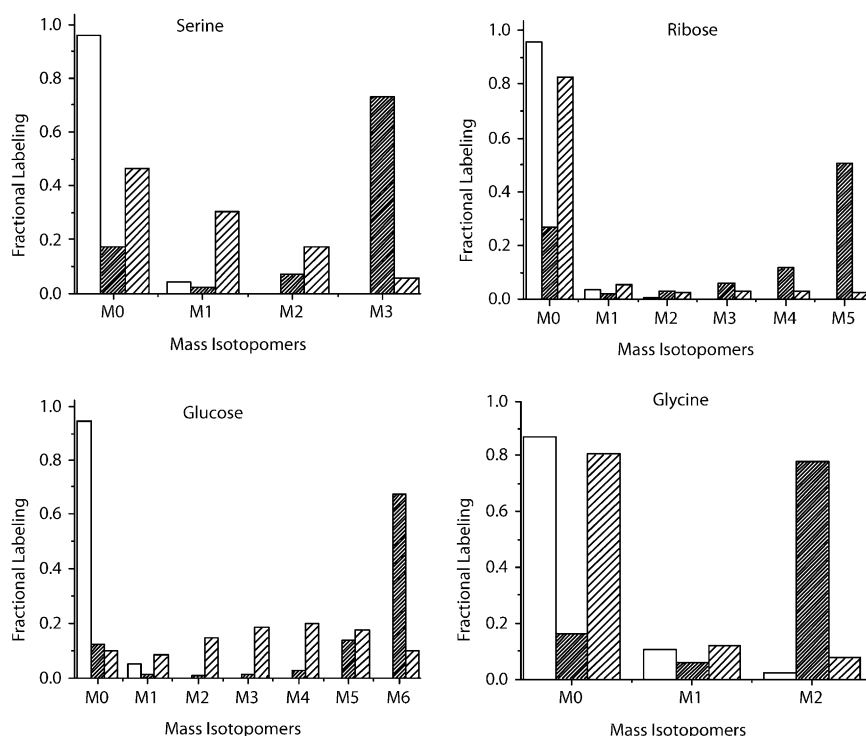 Serine
Fractional Labeling
1.0
0.8
0.6
0.4
0.2
0.0
M0 M1 M2 M3
Mass Isotopomers
Ribose
Fractional Labeling
1.0
0.8
0.6
0.4
0.2
0.0
M0 M1 M2 M3 M4 M5
Mass Isotopomers
Glucose
Fractional Labeling
1.0
0.8
0.6
0.4
0.2
0.0
M0 M1 M2 M3 M4 M5 M6
Mass Isotopomers
Glycine
Fractional Labeling
1.0
0.8
0.6
0.4
0.2
0.0
M0 M1 M2
Mass Isotopomers